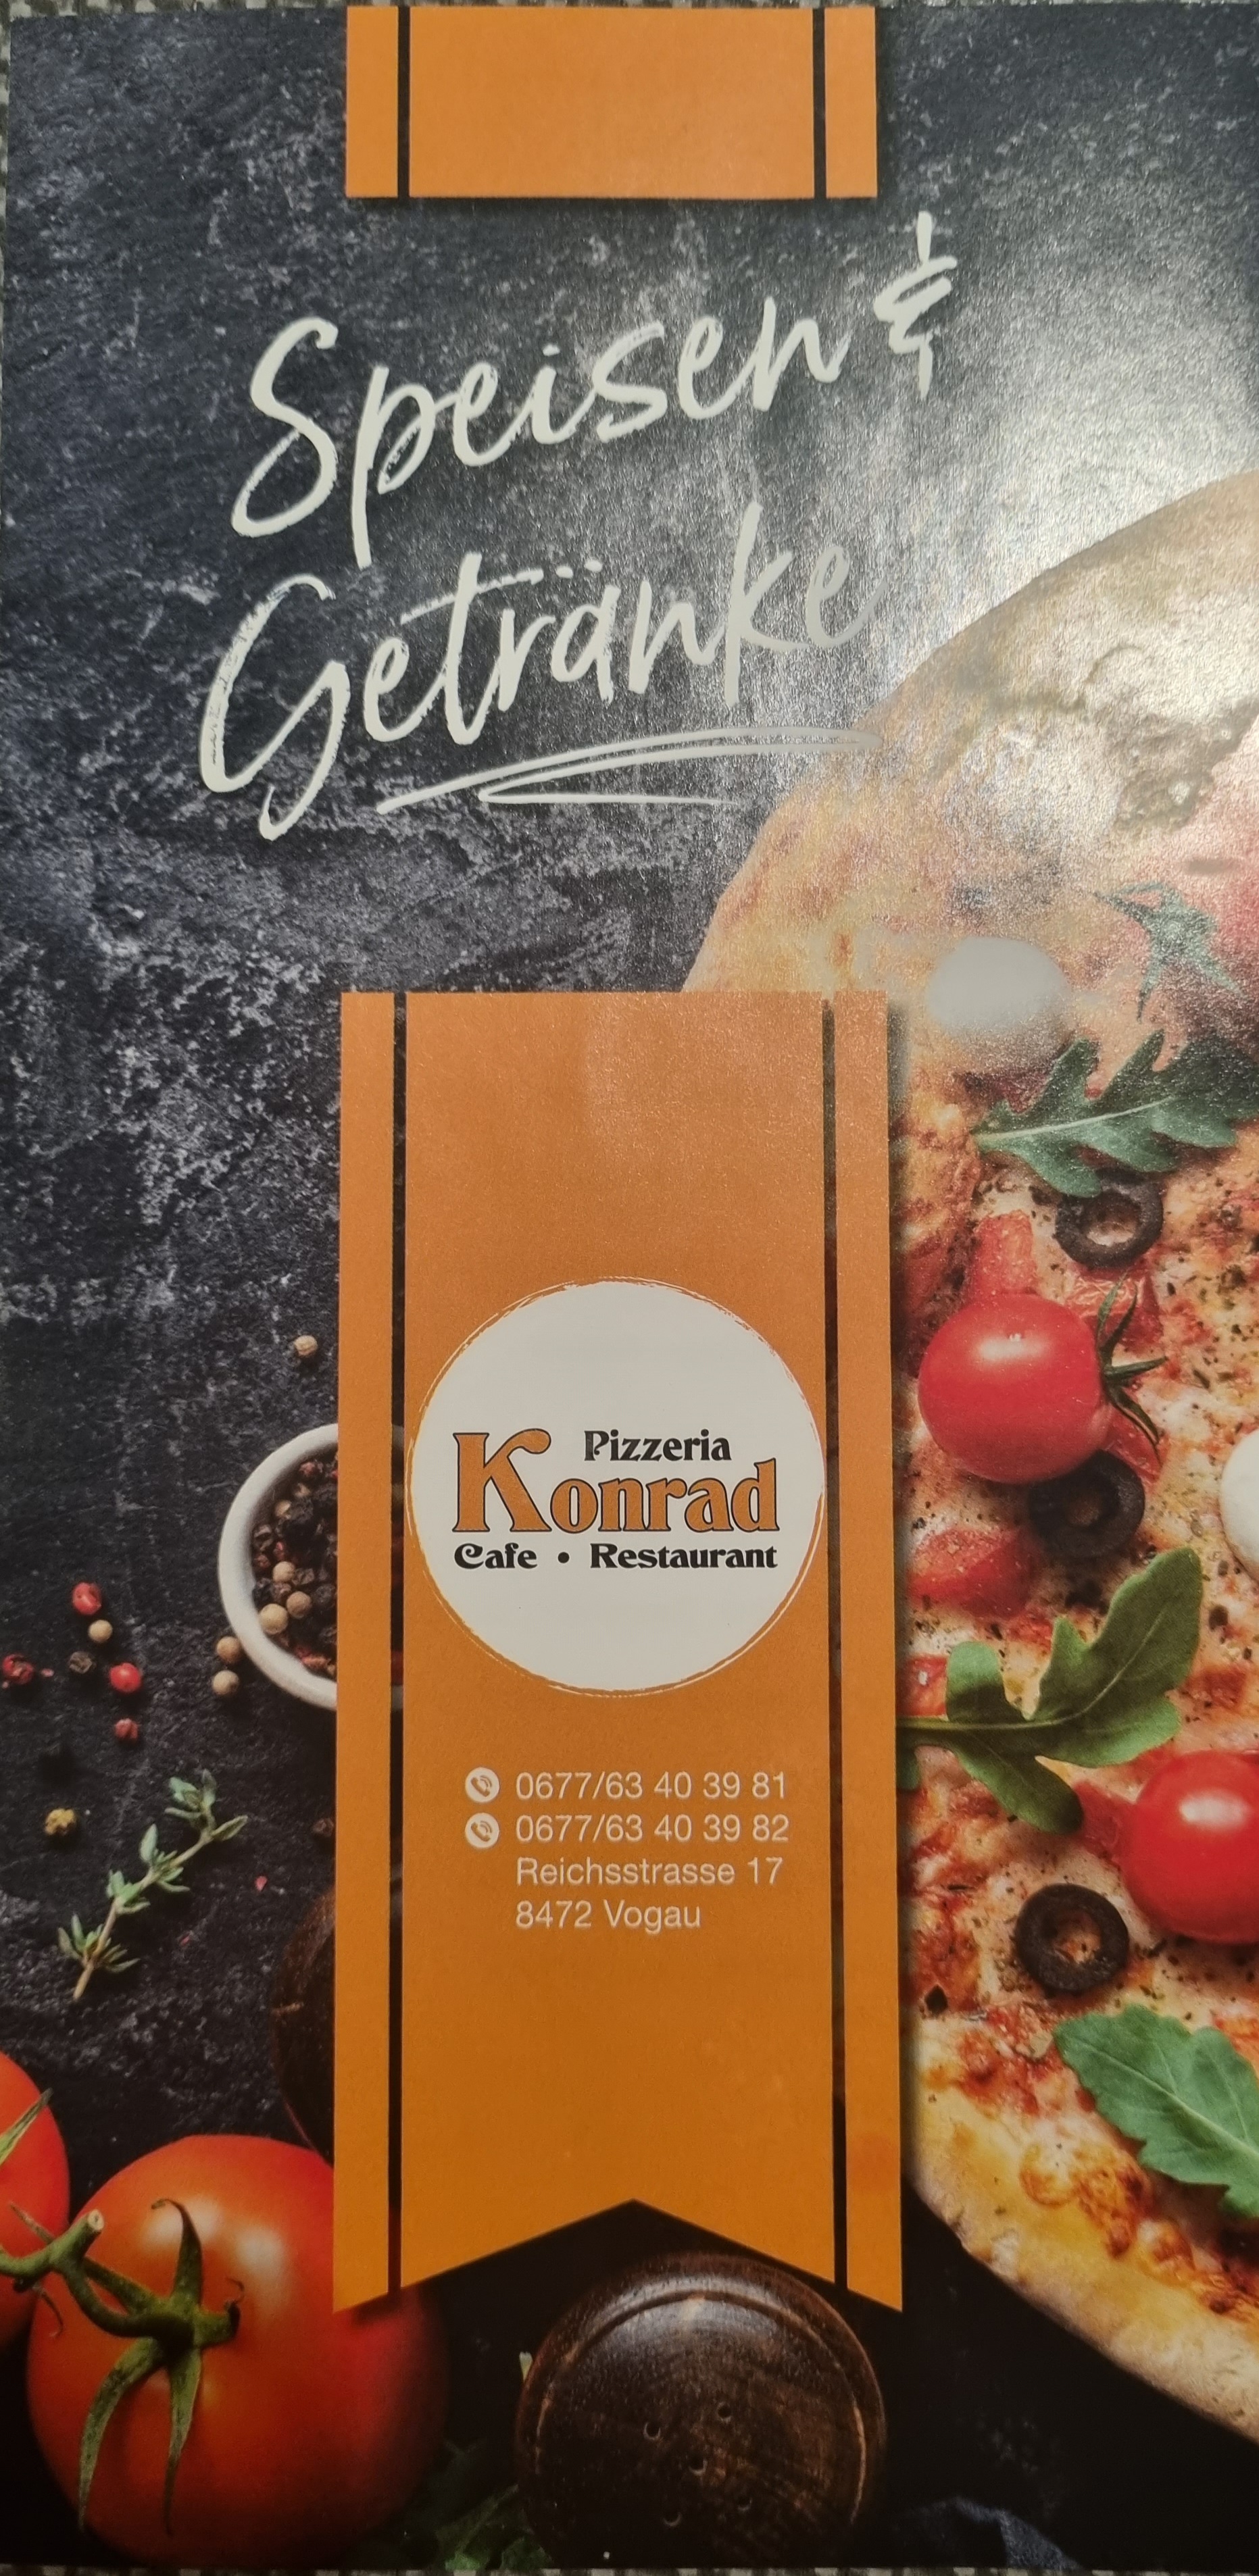 Speisen &
Getränke
Pizzeria
Konrad
Cafe • Restaurant
0677/63 40 39 81
0677/63 40 39 82
Reichsstrasse 17
8472 Vogau